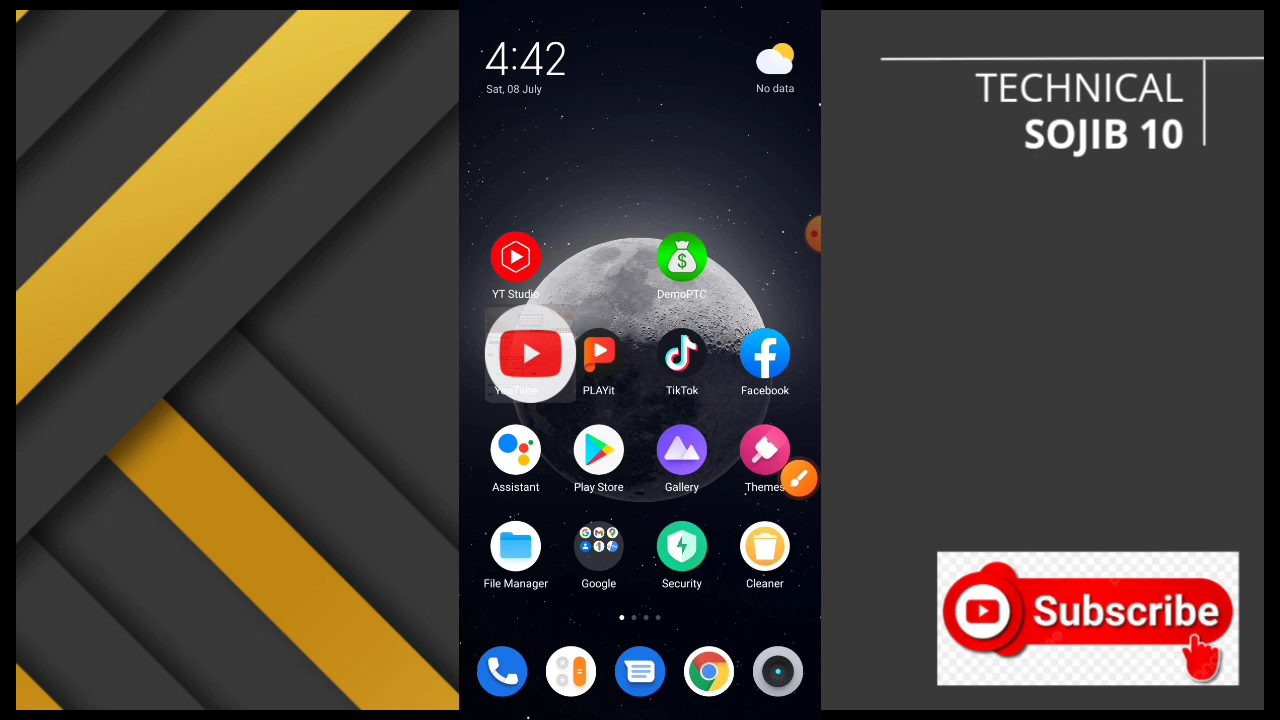 4:42
Sat, 08 July
No data
TECHNICAL
SOJIB 10
YT Studio
DemoPTC
YouTube
PLAYit
TikTok
Facebook
Assistant
Play Store
Gallery
Themes
File Manager
Google
Security
Cleaner
Subscribe